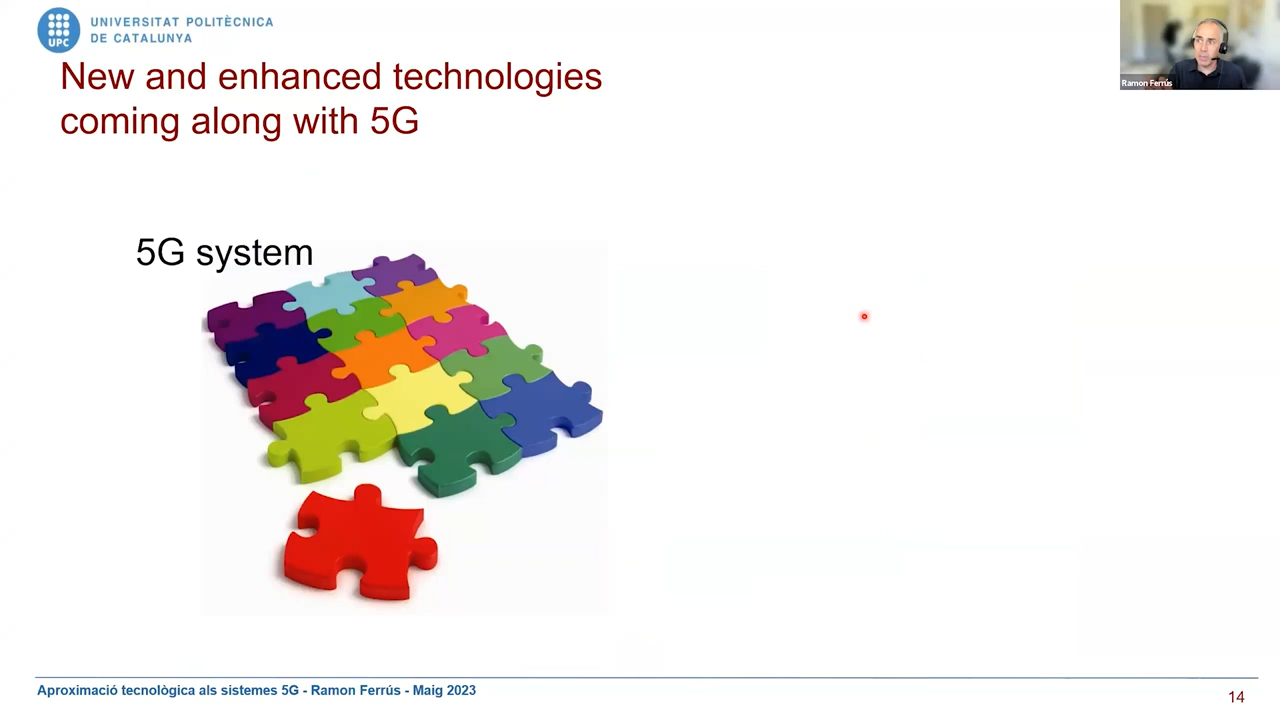 UNIVERSITAT POLITÈCNICA
DE CATALUNYA
UPC
New and enhanced technologies
coming along with 5G
Ramon Ferrús
5G system
Aproximació tecnològica als sistemes 5G - Ramon Ferrús - Maig 2023
14